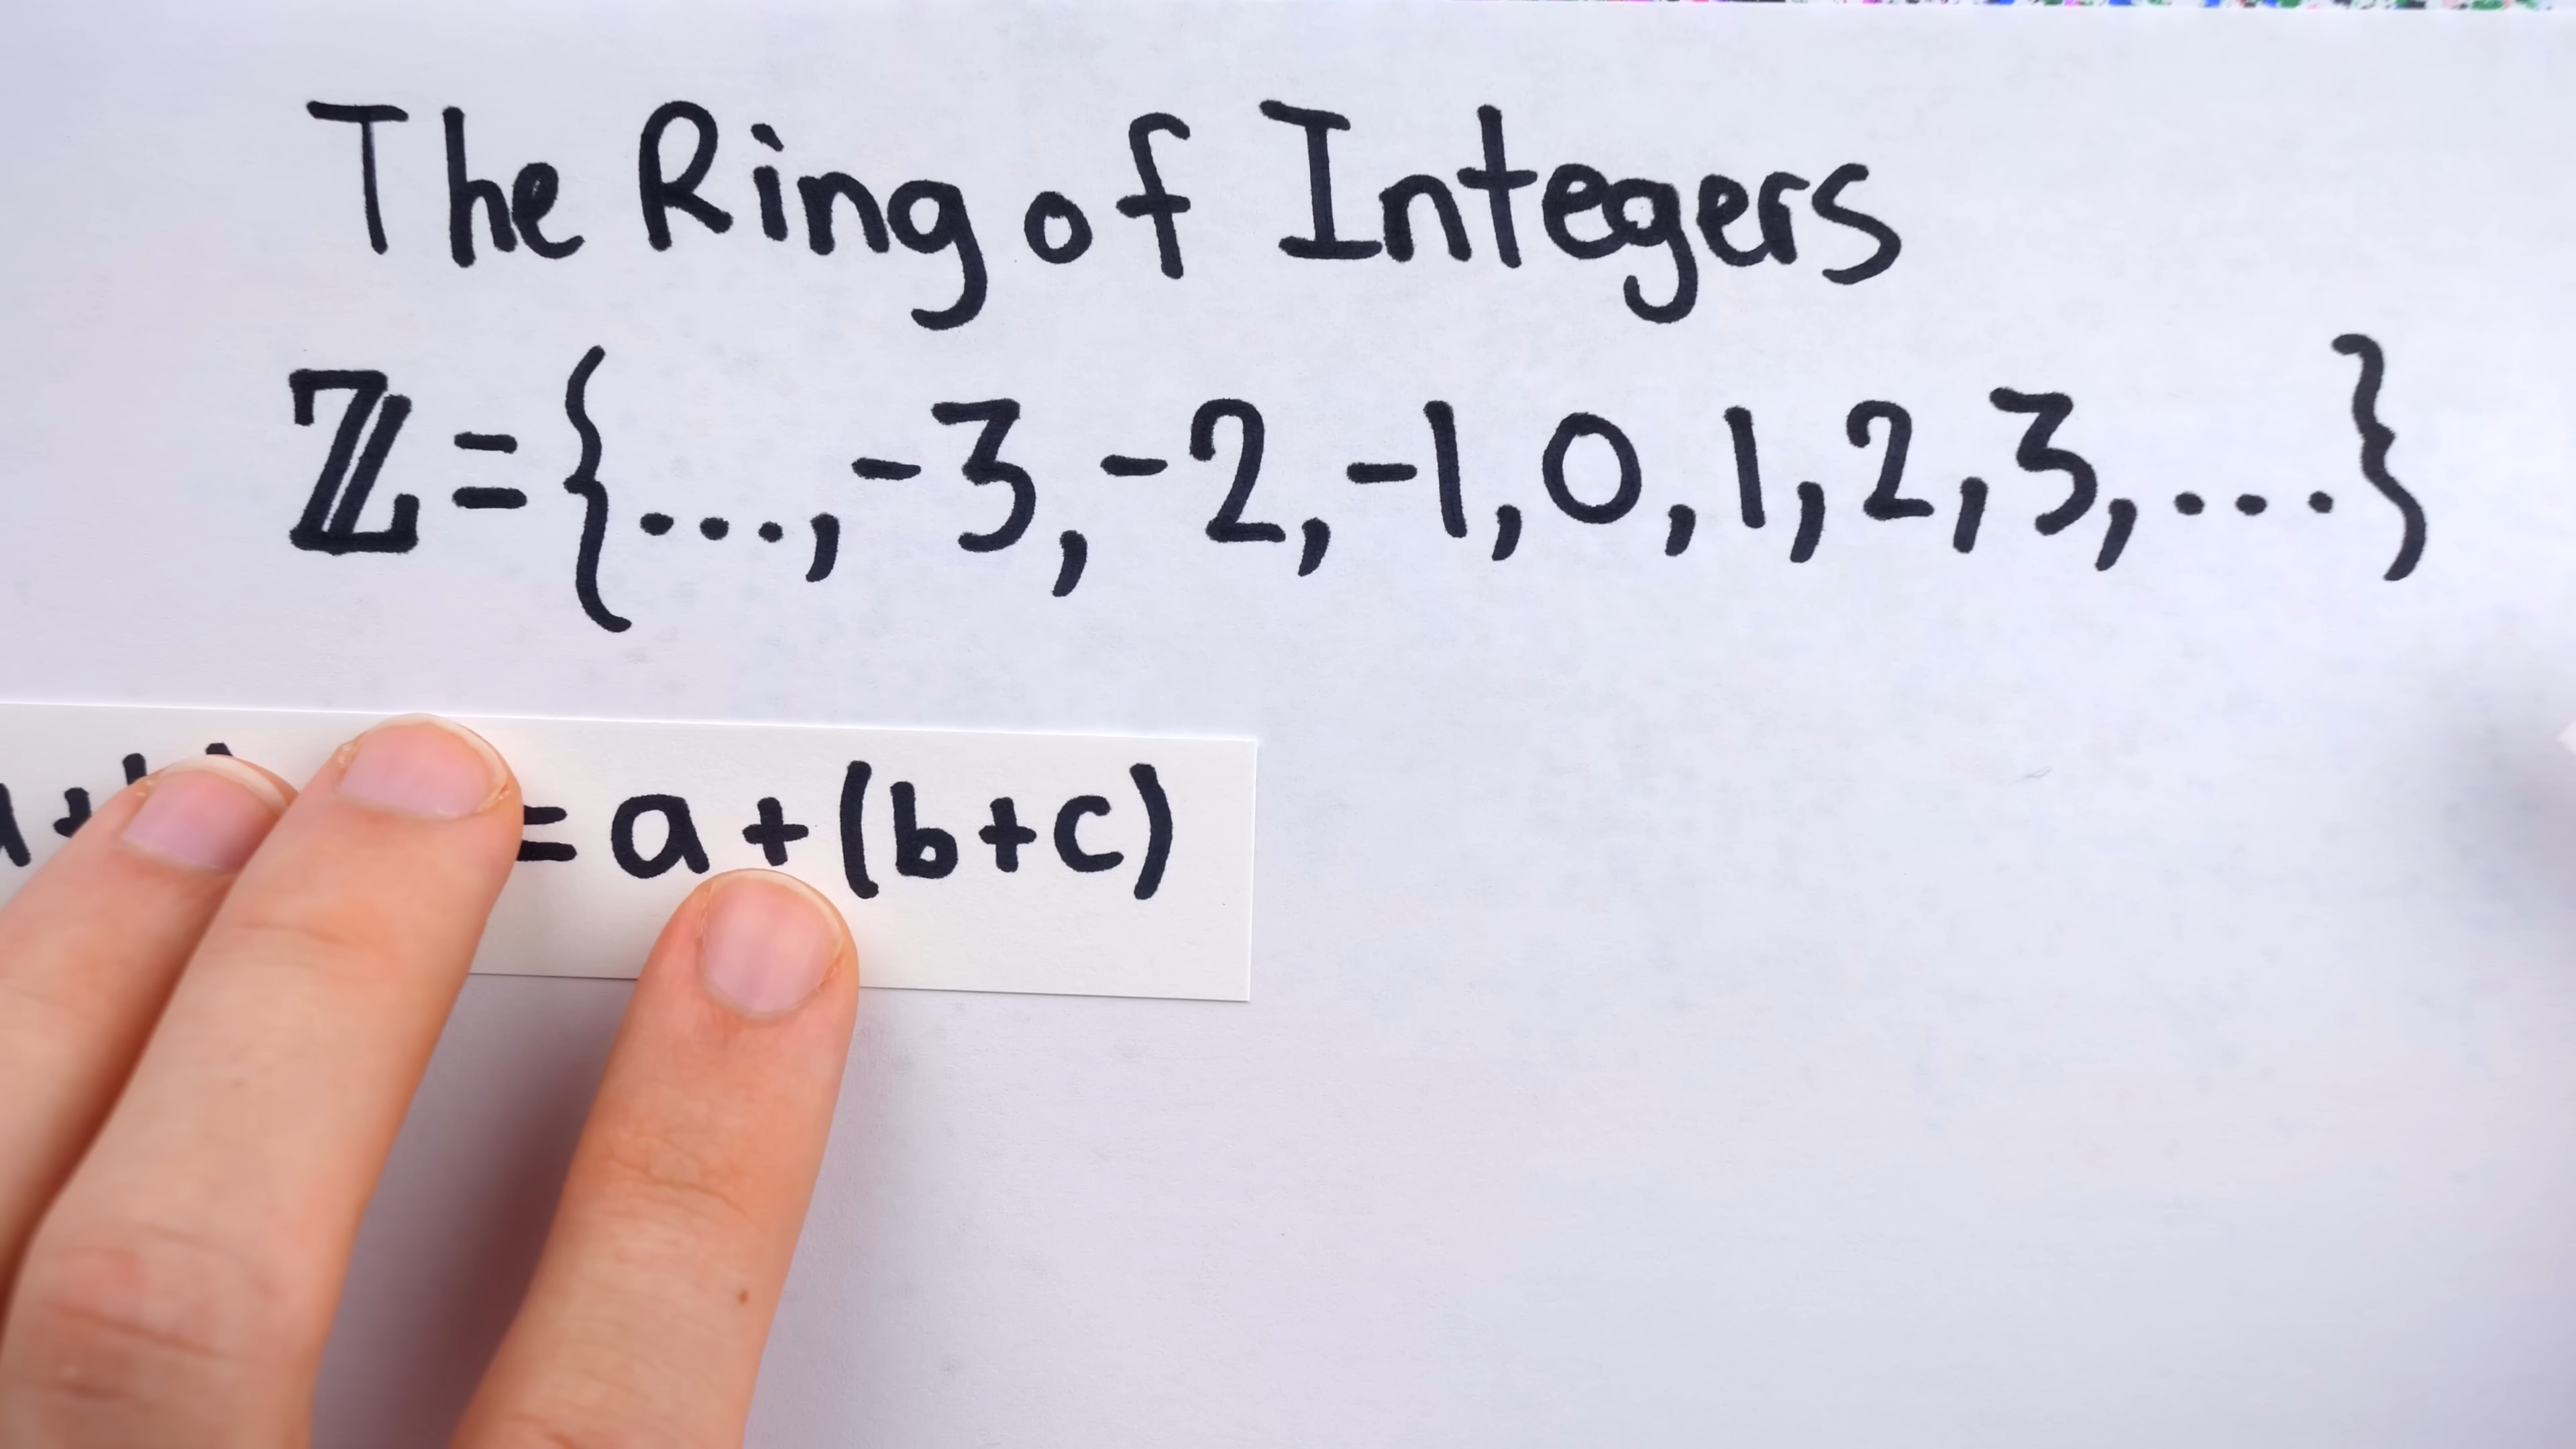 The Ring of Integers
ℤ={...,-3,-2,-1,0,1,2,3,...}
= a+(b+c)